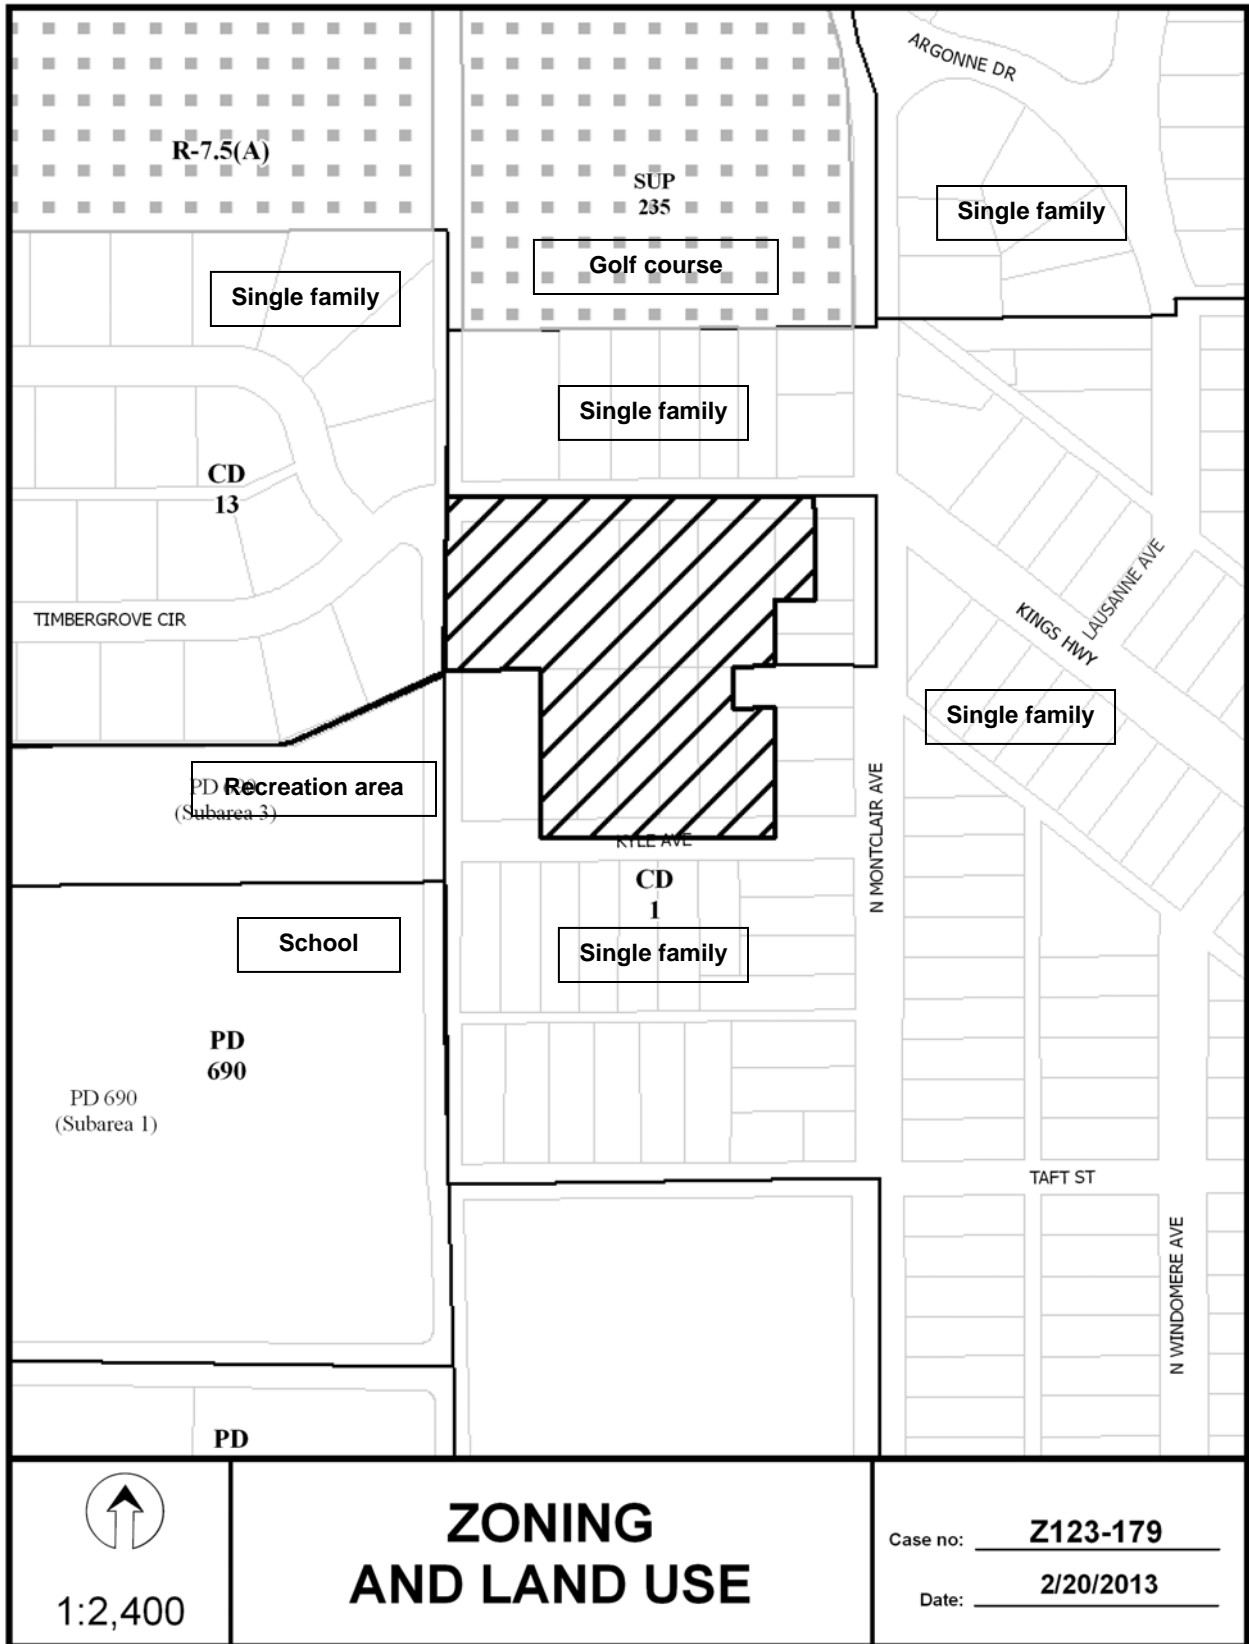 ARGONNE DR
R-7.5(A)
SUP
235
Single family
Golf course
Single family
Single family
CD
13
TIMBERGROVE CIR
LAUSANNE AVE
KINGS HWY
Single family
PD 690
(Subarea 3)
Recreation area
N MONTCLAIR AVE
KYLE AVE
CD
1
Single family
School
PD
690
PD 690
(Subarea 1)
TAFT ST
N WINDOMERE AVE
PD
1:2,400
ZONING
AND LAND USE
Case no: Z123-179
Date: 2/20/2013